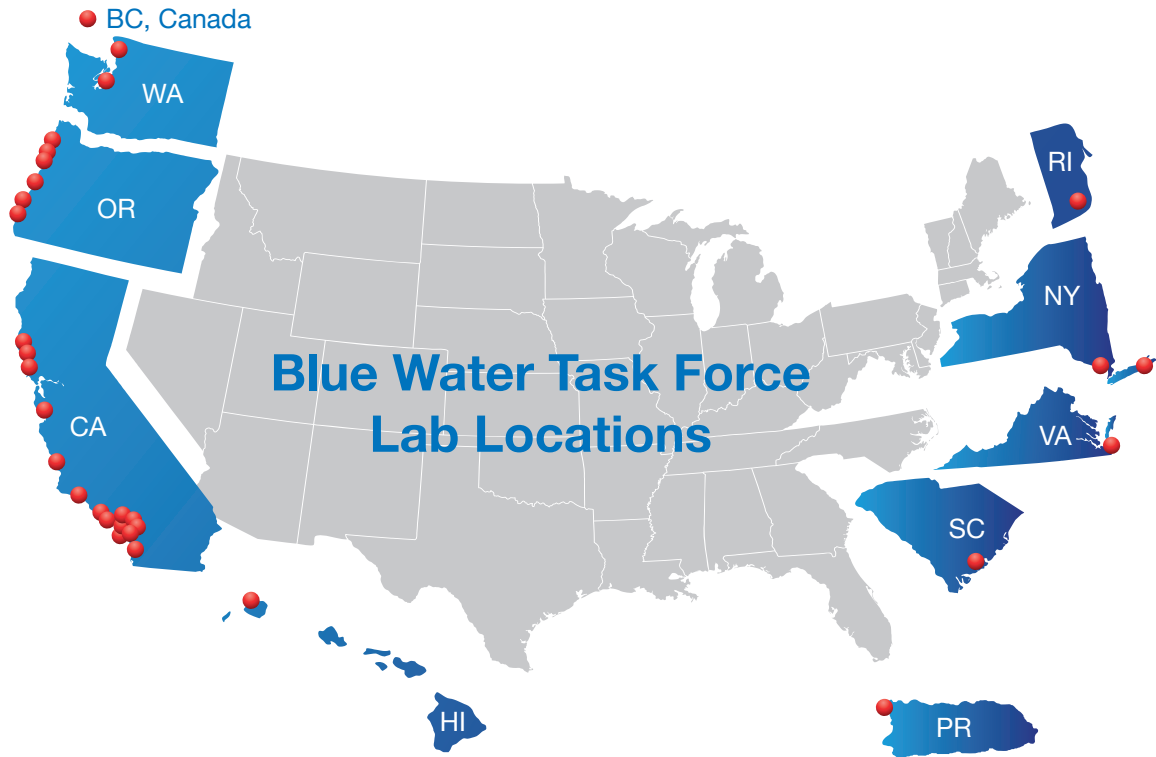 BC, Canada
WA
RI
OR
NY
Blue Water Task Force
Lab Locations
CA
VA
SC
HI
PR